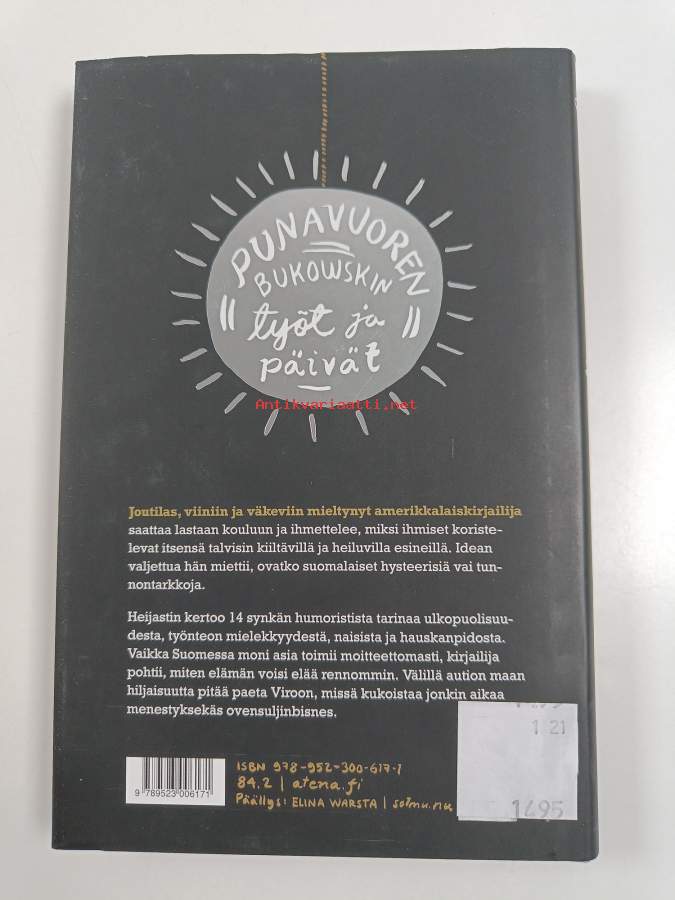 PUNAVUOREN
BUKOWSKIN
työt ja
päivät
Antikvariaatti.net
Joutilas, viiniin ja väkeviin mieltynyt amerikkalaiskirjailija
saattaa lastaan kouluun ja ihmettelee, miksi ihmiset koriste-
levat itsensä talvisin kiiltävillä ja heiluvilla esineillä. Idean
valjettua hän miettii, ovatko suomalaiset hysteerisiä vai tun-
nontarkkoja.
Heijastin kertoo 14 synkän humoristista tarinaa ulkopuolisuu-
desta, työnteon mielekkyydestä, naisista ja hauskanpidosta.
Vaikka Suomessa moni asia toimii moitteettomasti, kirjailija
pohtii, miten elämän voisi elää rennommin. Välillä aution maan
hiljaisuutta pitää paeta Viroon, missä kukoistaa jonkin aikaa
menestyksekäs ovensuljinbisnes.
1 21
ISBN 978-952-300-617-1
84.2 | atena.fi
Päällys: ELINA WARSTA | solmu.nu
9 789523 006171
1495